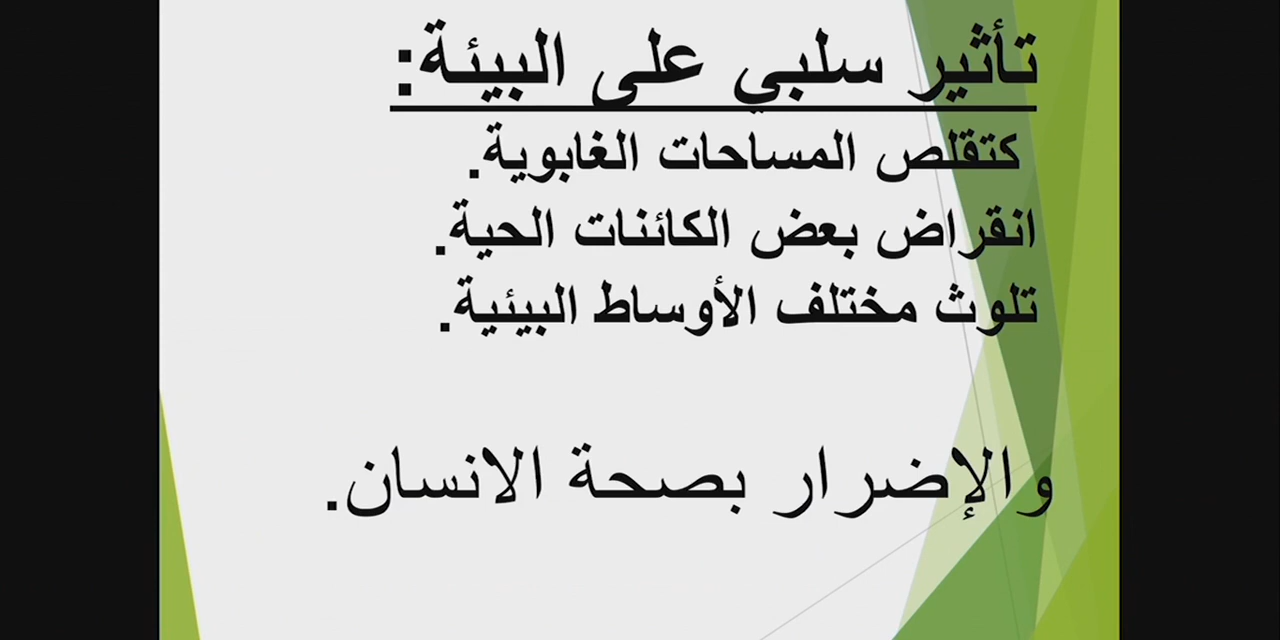 تأثير سلبي على البيئة:
كتقلص المساحات الغابوية.
انقراض بعض الكائنات الحية.
تلوث مختلف الأوساط البيئية.
والإضرار بصحة الانسان.